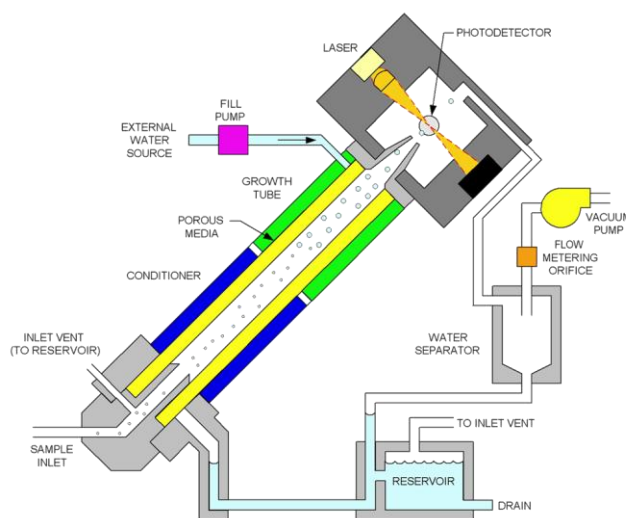 PHOTODETECTOR
LASER
FILL
PUMP
EXTERNAL
WATER
SOURCE
GROWTH
TUBE
POROUS
MEDIA
VACUUM
PUMP
FLOW
METERING
ORIFICE
CONDITIONER
WATER
SEPARATOR
INLET VENT
(TO RESERVOIR)
TO INLET VENT
SAMPLE
INLET
RESERVOIR
DRAIN